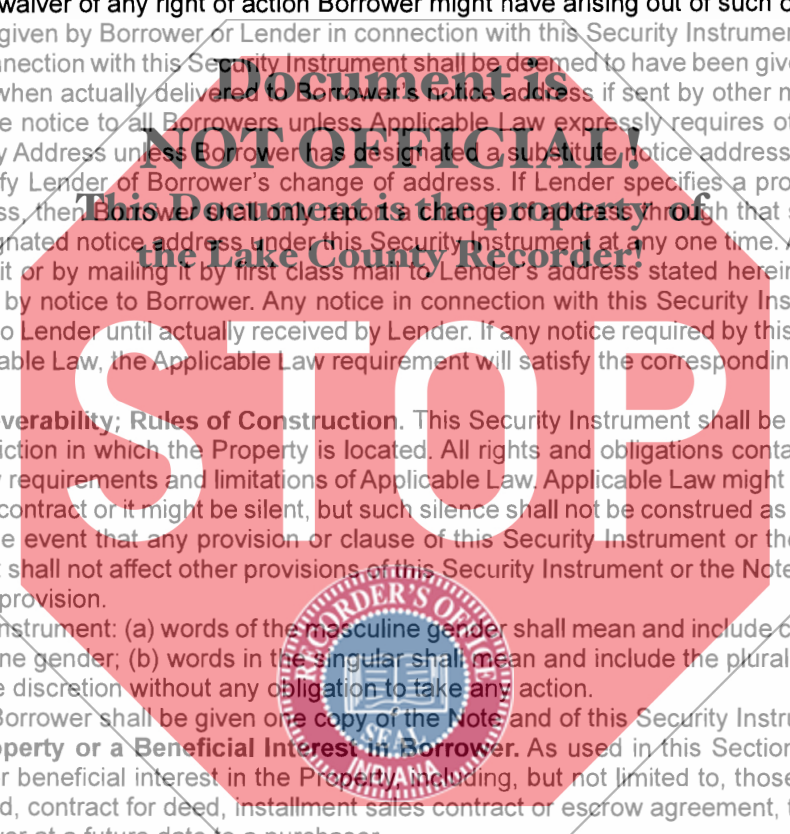 waiver of any right of action Borrower might have arising out of such
given by Borrower or Lender in connection with this Security Instrumen
nnection with this Security Instrument shall be deemed to have been giv
when actually delivered to Borrower's notice address if sent by other
e notice to all Borrowers unless Applicable Law expressly requires ot
y Address unless Borrower has designated a substitute notice address
fy Lender of Borrower's change of address. If Lender specifies a pro
ss, then Borrower shall only report a change of address through that s
gnated notice address under this Security Instrument at any one time.
it or by mailing it by first class mail to Lender's address stated herein
by notice to Borrower. Any notice in connection with this Security Ins
o Lender until actually received by Lender. If any notice required by this
able Law, the Applicable Law requirement will satisfy the correspondin
verability; Rules of Construction. This Security Instrument shall be
iction in which the Property is located. All rights and obligations conta
requirements and limitations of Applicable Law. Applicable Law might
contract or it might be silent, but such silence shall not be construed as
e event that any provision or clause of this Security Instrument or the
shall not affect other provisions of this Security Instrument or the Note
provision.
nstrument: (a) words of the masculine gender shall mean and include
ne gender; (b) words in the singular shall mean and include the plural
e discretion without any obligation to take any action.
Borrower shall be given one copy of the Note and of this Security Instru
perty or a Beneficial Interest in Borrower. As used in this Section
r beneficial interest in the Property, including, but not limited to, those
d, contract for deed, installment sales contract or escrow agreement,
at a future date to a purchaser
Document is
NOT OFFICIAL!
This Document is the property of
the Lake County Recorder!
STOP
RECORDER'S OFFICE
SEAL
INDIANA